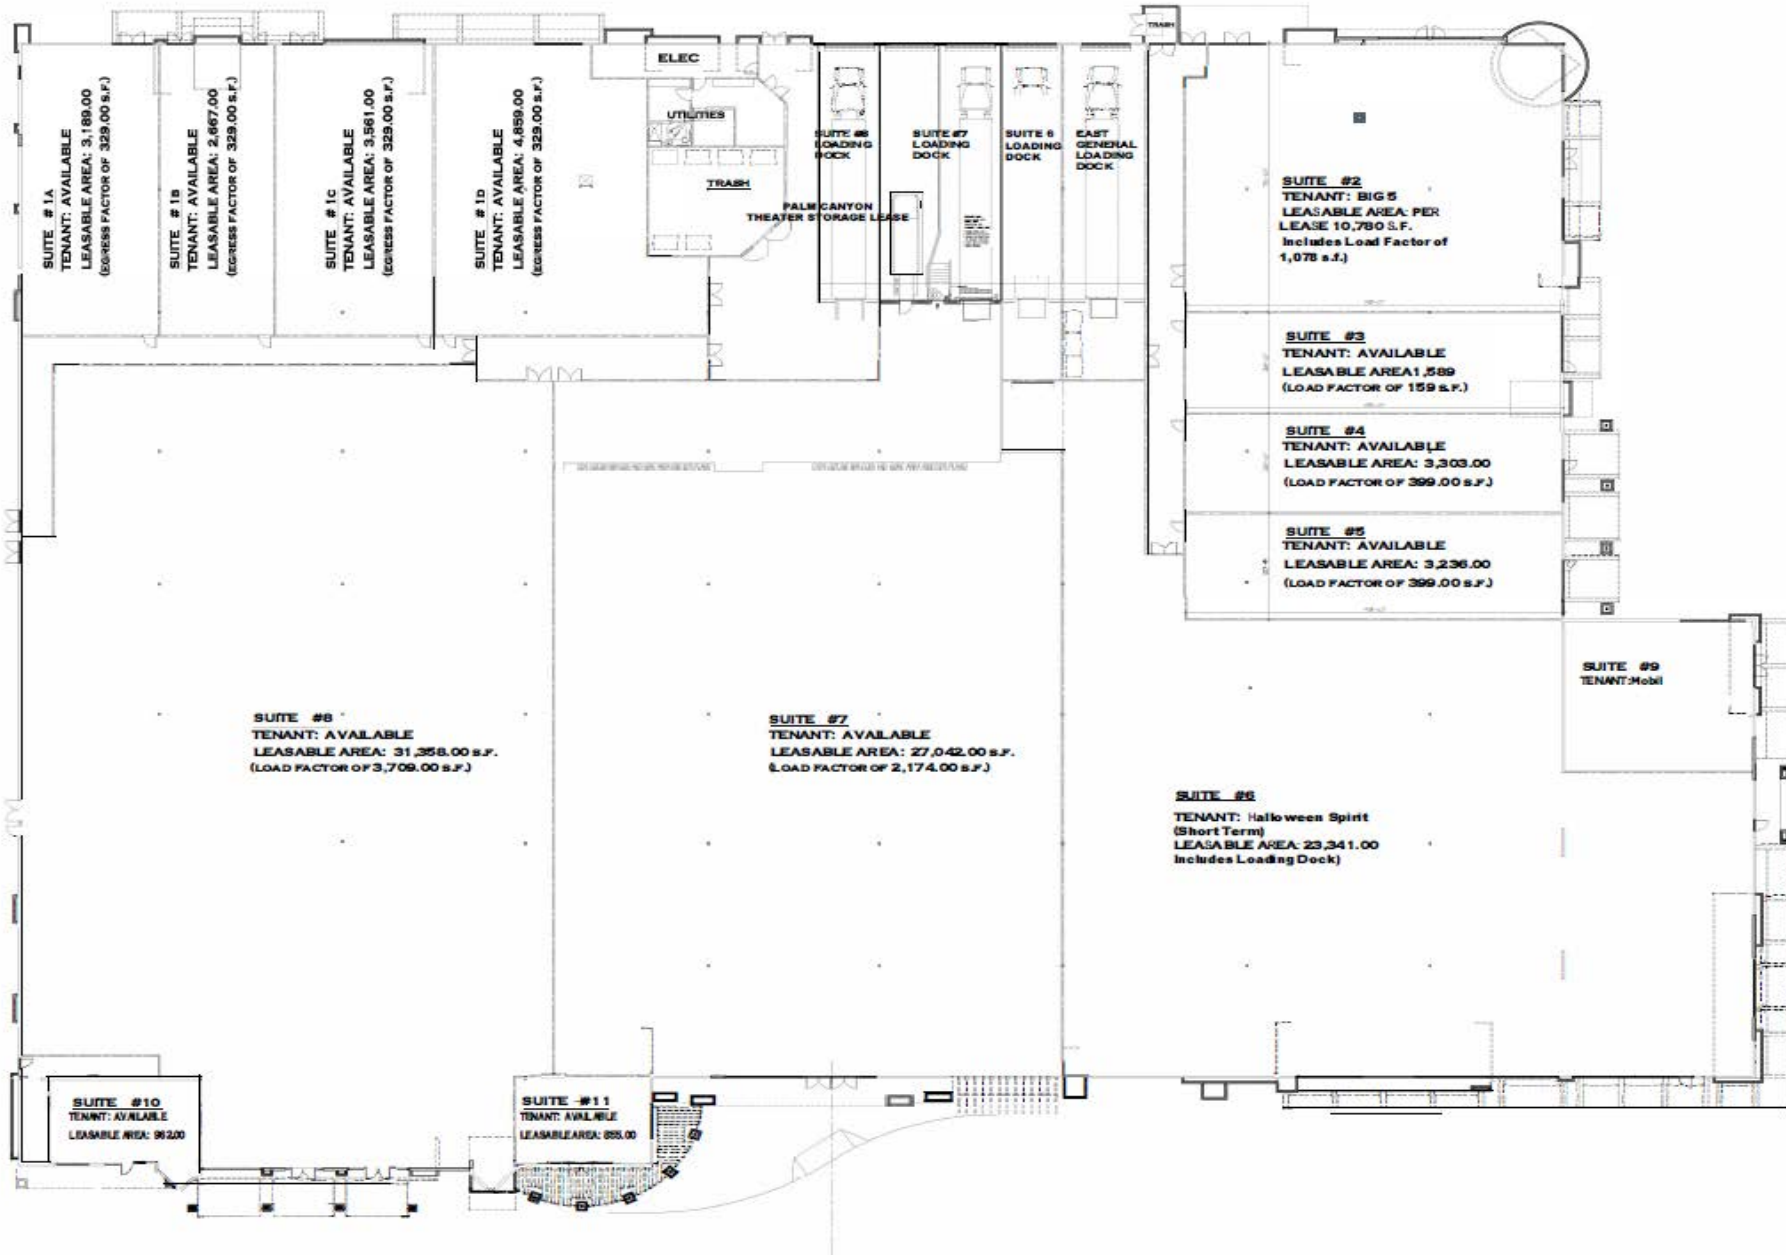 TRASH
ELEC
UTILITIES
TRASH
SUITE # 1A
TENANT: AVAILABLE
LEASABLE AREA: 3,189.00
(EGRESS FACTOR OF 329.00 S.F.)
SUITE # 1B
TENANT: AVAILABLE
LEASABLE AREA: 2,667.00
(EGRESS FACTOR OF 329.00 S.F.)
SUITE # 1C
TENANT: AVAILABLE
LEASABLE AREA: 3,561.00
(EGRESS FACTOR OF 329.00 S.F.)
SUITE # 1D
TENANT: AVAILABLE
LEASABLE AREA: 4,859.00
(EGRESS FACTOR OF 329.00 S.F.)
SUITE #8
LOADING
DOCK
SUITE #7
LOADING
DOCK
SUITE 6
LOADING
DOCK
EAST
GENERAL
LOADING
DOCK
PALM CANYON
THEATER STORAGE LEASE
SUITE #2
TENANT: BIG 5
LEASABLE AREA: PER
LEASE 10,780 S.F.
Includes Load Factor of
1,078 s.f.)
SUITE #3
TENANT: AVAILABLE
LEASABLE AREA1,589
(LOAD FACTOR OF 159 S.F.)
SUITE #4
TENANT: AVAILABLE
LEASABLE AREA: 3,303.00
(LOAD FACTOR OF 399.00 S.F.)
SUITE #5
TENANT: AVAILABLE
LEASABLE AREA: 3,236.00
(LOAD FACTOR OF 399.00 S.F.)
SUITE #9
TENANT:Mobil
SUITE #8
TENANT: AVAILABLE
LEASABLE AREA: 31,358.00 S.F.
(LOAD FACTOR OF 3,709.00 S.F.)
SUITE #7
TENANT: AVAILABLE
LEASABLE AREA: 27,042.00 S.F.
(LOAD FACTOR OF 2,174.00 S.F.)
SUITE #6
TENANT: Halloween Spirit
(Short Term)
LEASABLE AREA: 23,341.00
Includes Loading Dock)
SUITE #10
TENANT: AVAILABLE
LEASABLE AREA: 962.00
SUITE #11
TENANT: AVAILABLE
LEASABLE AREA: 855.00